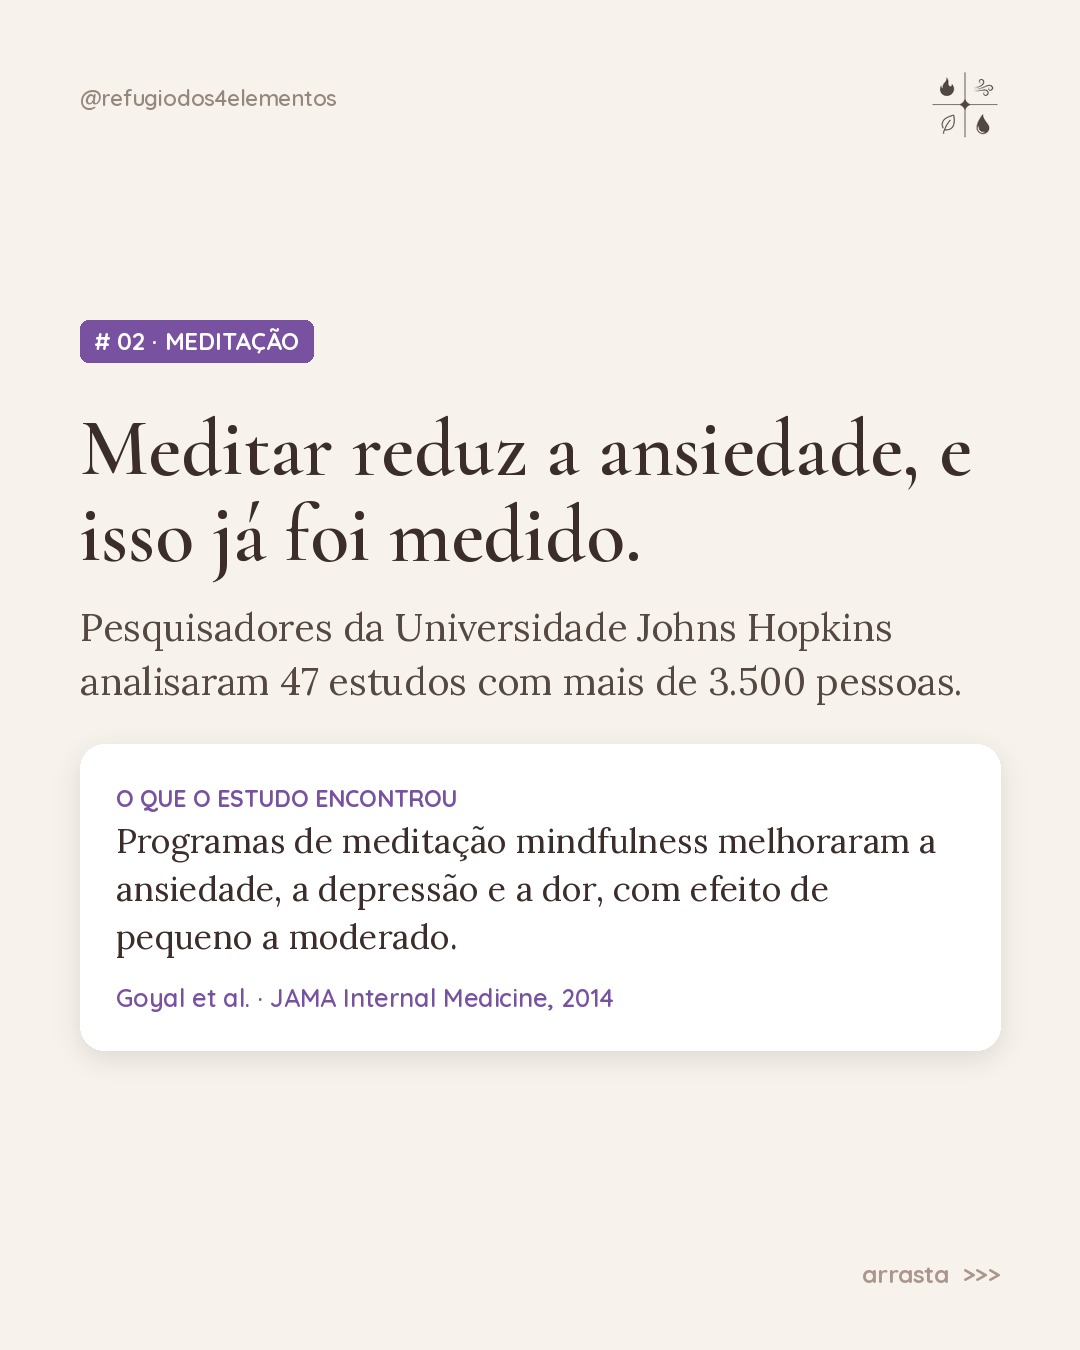 @refugiodos4elementos
# 02 · MEDITAÇÃO
Meditar reduz a ansiedade, e
isso já foi medido.
Pesquisadores da Universidade Johns Hopkins
analisaram 47 estudos com mais de 3.500 pessoas.
O QUE O ESTUDO ENCONTROU
Programas de meditação mindfulness melhoraram a
ansiedade, a depressão e a dor, com efeito de
pequeno a moderado.
Goyal et al. · JAMA Internal Medicine, 2014
arrasta >>>